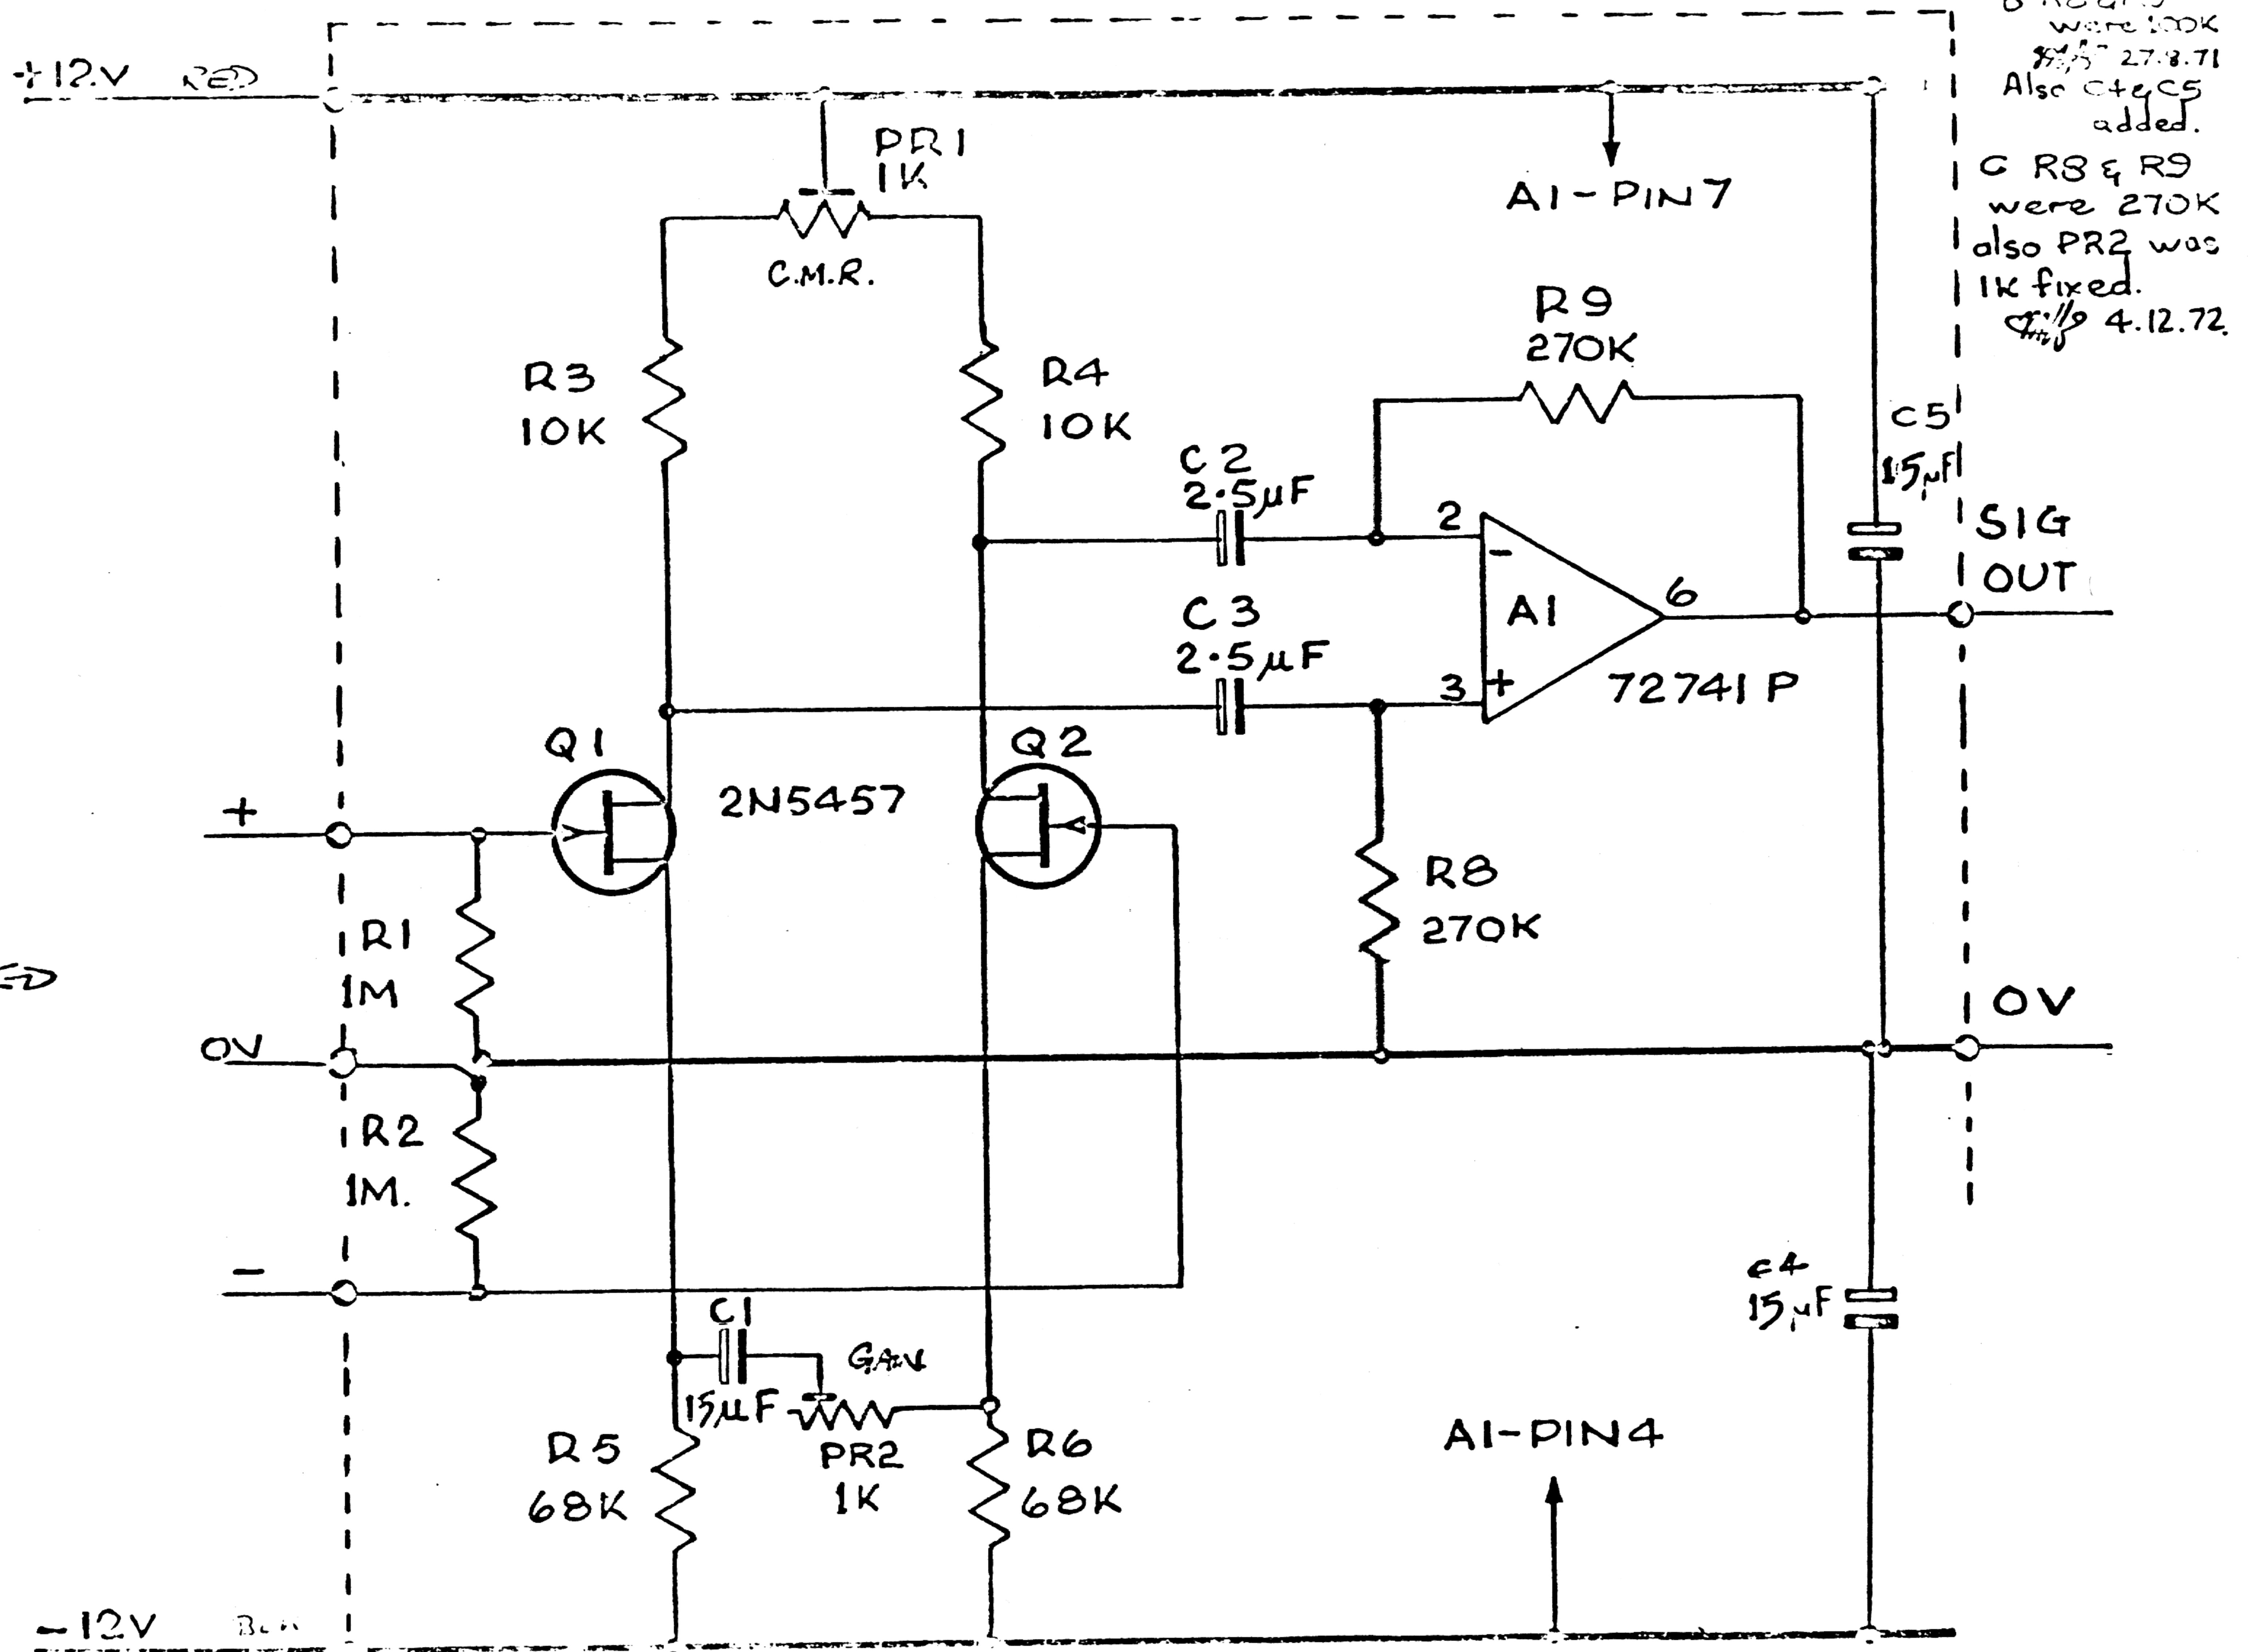 +12V RED
were 100K
27.8.71
Also C4 & C5
added.
C R8 & R9
were 270K
also PR2 was
1K fixed.
4.12.72.
PR1
1K
C.M.R.
A1-PIN7
R3
10K
R4
10K
R9
270K
C5
15µF
C2
2.5µF
2
-
A1
6
SIG
OUT
C3
2.5µF
3
+
72741P
Q1
2N5457
Q2
+
R1
1M
R8
270K
0V
0V
R2
1M.
-
C1
15µF
GAIN
PR2
1K
C4
15µF
R5
68K
R6
68K
A1-PIN4
-12V